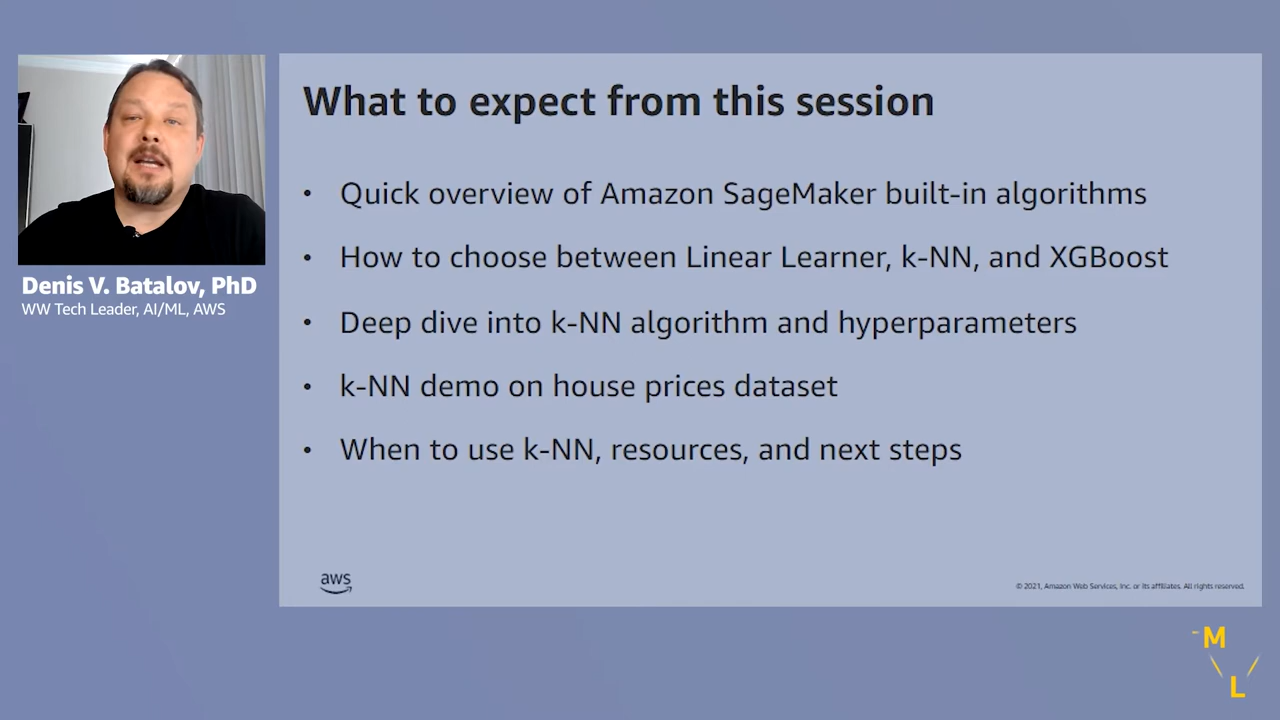 Denis V. Batalov, PhD
WW Tech Leader, AI/ML, AWS
What to expect from this session
• Quick overview of Amazon SageMaker built-in algorithms
• How to choose between Linear Learner, k-NN, and XGBoost
• Deep dive into k-NN algorithm and hyperparameters
• k-NN demo on house prices dataset
• When to use k-NN, resources, and next steps
aws
© 2021, Amazon Web Services, Inc. or its affiliates. All rights reserved.
M
L